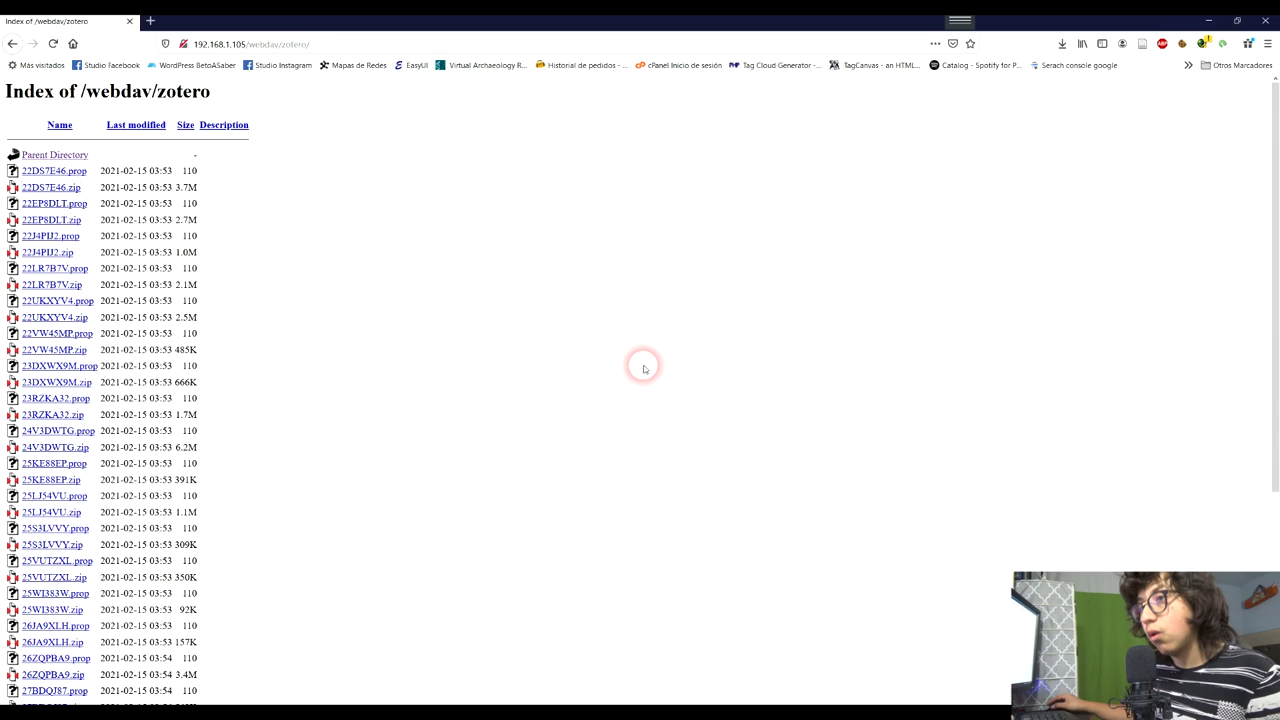 Index of /webdav/zotero
192.168.1.105/webdav/zotero/
Más visitados Studio Facebook WordPress BetoASaber Studio Instagram Mapas de Redes EasyUI Virtual Archaeology R... Historial de pedidos - ... cPanel Inicio de sesión Tag Cloud Generator -... TagCanvas - an HTML... Catalog - Spotify for P... Serach console google Otros Marcadores
Index of /webdav/zotero
Name Last modified Size Description
Parent Directory -
22DS7E46.prop 2021-02-15 03:53 110
22DS7E46.zip 2021-02-15 03:53 3.7M
22EP8DLT.prop 2021-02-15 03:53 110
22EP8DLT.zip 2021-02-15 03:53 2.7M
22J4PIJ2.prop 2021-02-15 03:53 110
22J4PIJ2.zip 2021-02-15 03:53 1.0M
22LR7B7V.prop 2021-02-15 03:53 110
22LR7B7V.zip 2021-02-15 03:53 2.1M
22UKXYV4.prop 2021-02-15 03:53 110
22UKXYV4.zip 2021-02-15 03:53 2.5M
22VW45MP.prop 2021-02-15 03:53 110
22VW45MP.zip 2021-02-15 03:53 485K
23DXWX9M.prop 2021-02-15 03:53 110
23DXWX9M.zip 2021-02-15 03:53 666K
23RZKA32.prop 2021-02-15 03:53 110
23RZKA32.zip 2021-02-15 03:53 1.7M
24V3DWTG.prop 2021-02-15 03:53 110
24V3DWTG.zip 2021-02-15 03:53 6.2M
25KE88EP.prop 2021-02-15 03:53 110
25KE88EP.zip 2021-02-15 03:53 391K
25LJ54VU.prop 2021-02-15 03:53 110
25LJ54VU.zip 2021-02-15 03:53 1.1M
25S3LVVY.prop 2021-02-15 03:53 110
25S3LVVY.zip 2021-02-15 03:53 309K
25VUTZXL.prop 2021-02-15 03:53 110
25VUTZXL.zip 2021-02-15 03:53 350K
25WI383W.prop 2021-02-15 03:53 110
25WI383W.zip 2021-02-15 03:53 92K
26JA9XLH.prop 2021-02-15 03:53 110
26JA9XLH.zip 2021-02-15 03:53 157K
26ZQPBA9.prop 2021-02-15 03:54 110
26ZQPBA9.zip 2021-02-15 03:54 3.4M
27BDQJ87.prop 2021-02-15 03:54 110